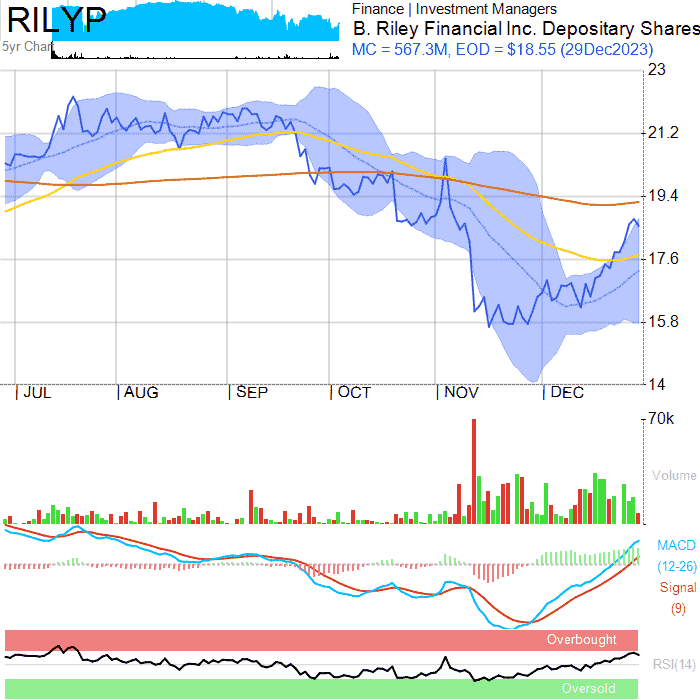 RILYP
5yr Chart
Finance | Investment Managers
B. Riley Financial Inc. Depositary Shares
MC = 567.3M, EOD = $18.55 (29Dec2023)
23
21.2
19.4
17.6
15.8
14
JUL AUG SEP OCT NOV DEC
70k
Volume
MACD
(12-26)
Signal
(9)
Overbought
RSI(14)
Oversold